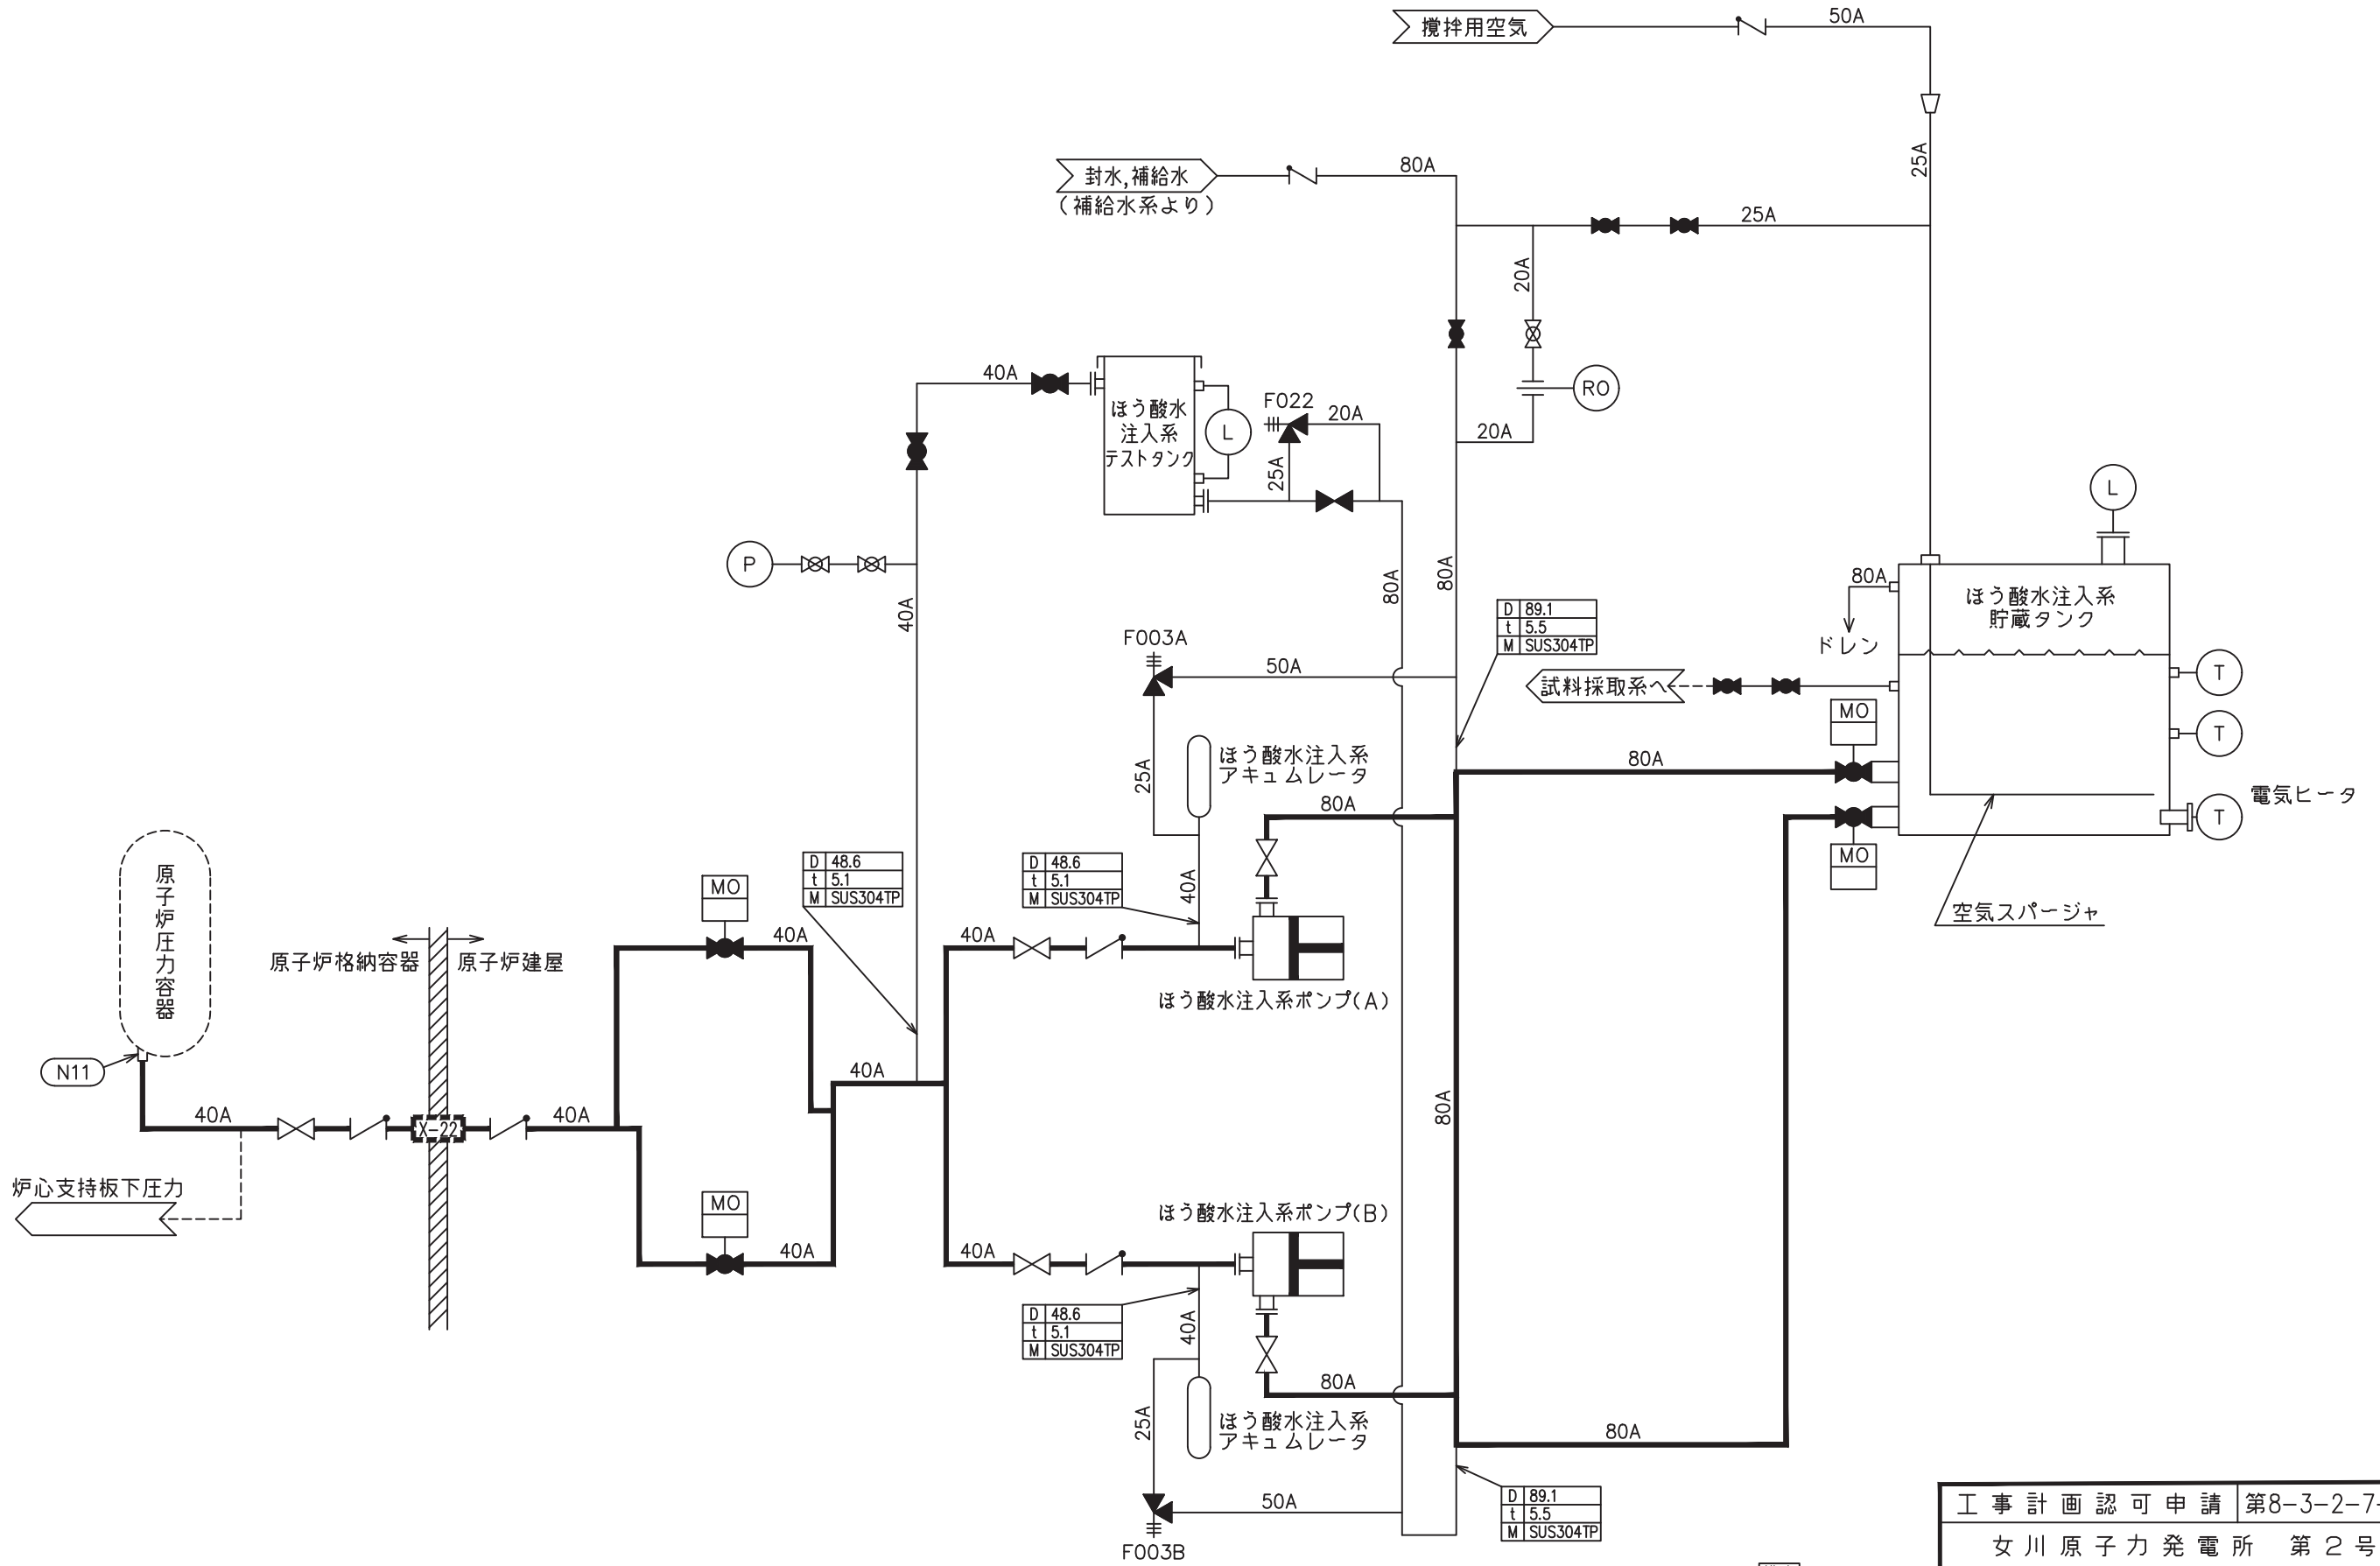 攪拌用空気
50A
25A
封水,補給水
(補給水系より)
80A
25A
20A
RO
20A
40A
ほう酸水
注入系
テストタンク
L
F022
20A
25A
L
P
40A
80A
80A
80A
ドレン
ほう酸水注入系
貯蔵タンク
D 89.1
t 5.5
M SUS304TP
F003A
50A
試料採取系へ
T
MO
T
25A
ほう酸水注入系
アキュムレータ
80A
80A
電気ヒータ
T
MO
原子炉圧力容器
D 48.6
t 5.1
M SUS304TP
D 48.6
t 5.1
M SUS304TP
40A
MO
空気スパージャ
原子炉格納容器
原子炉建屋
40A
40A
ほう酸水注入系ポンプ(A)
N11
40A
40A
X-22
40A
80A
炉心支持板下圧力
MO
ほう酸水注入系ポンプ(B)
40A
40A
D 48.6
t 5.1
M SUS304TP
40A
80A
25A
ほう酸水注入系
アキュムレータ
80A
50A
D 89.1
t 5.5
M SUS304TP
F003B
工事計画認可申請 第8-3-2-7-
女川原子力発電所 第2号